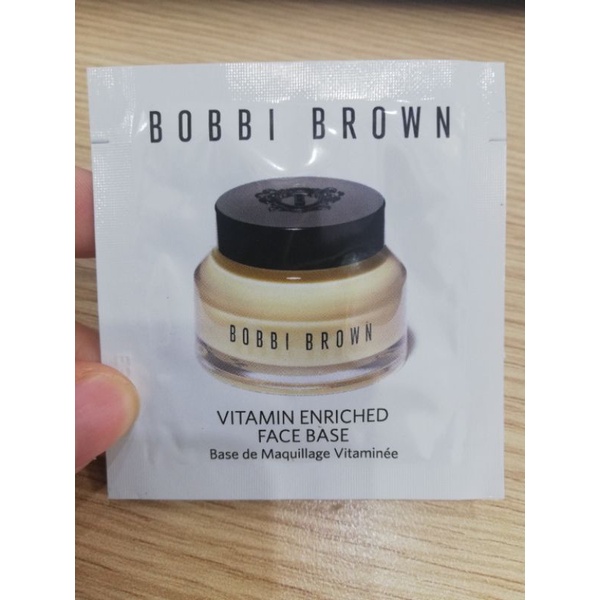 BOBBI BROWN
BOBBI BROWN
VITAMIN ENRICHED
FACE BASE
Base de Maquillage Vitaminée